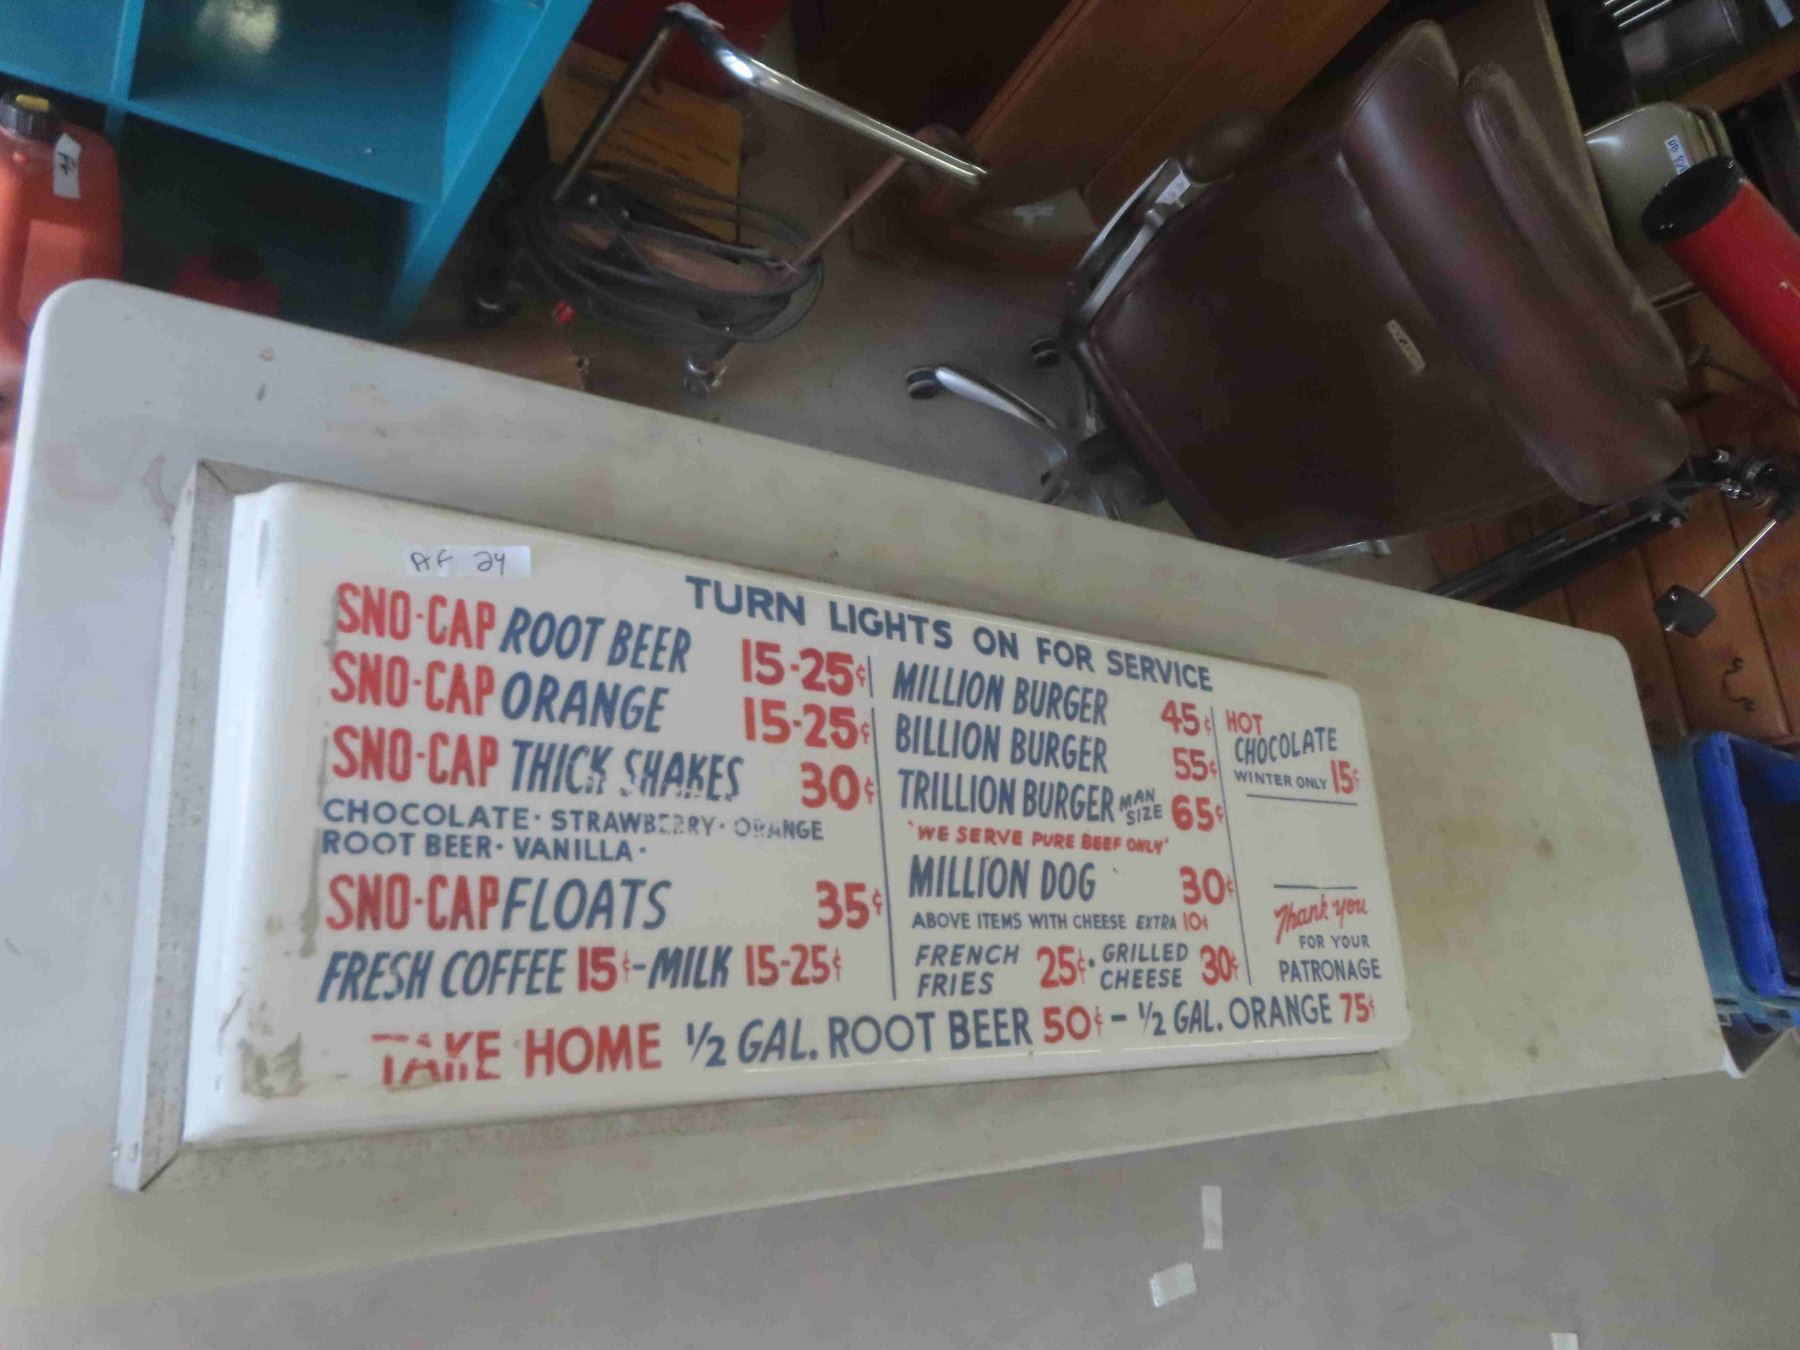 AF 24
TURN LIGHTS ON FOR SERVICE
SNO-CAP ROOT BEER 15-25¢
SNO-CAP ORANGE 15-25¢
SNO-CAP THICK SHAKES 30¢
CHOCOLATE · STRAWBERRY · ORANGE
ROOT BEER · VANILLA ·
SNO-CAP FLOATS 35¢
FRESH COFFEE 15¢ - MILK 15-25¢
MILLION BURGER 45¢
BILLION BURGER 55¢
TRILLION BURGER MAN SIZE 65¢
"WE SERVE PURE BEEF ONLY"
MILLION DOG 30¢
ABOVE ITEMS WITH CHEESE EXTRA 10¢
FRENCH FRIES 25¢ · GRILLED CHEESE 30¢
HOT
CHOCOLATE
WINTER ONLY 15¢
Thank you
FOR YOUR
PATRONAGE
TAKE HOME 1/2 GAL. ROOT BEER 50¢ - 1/2 GAL. ORANGE 75¢